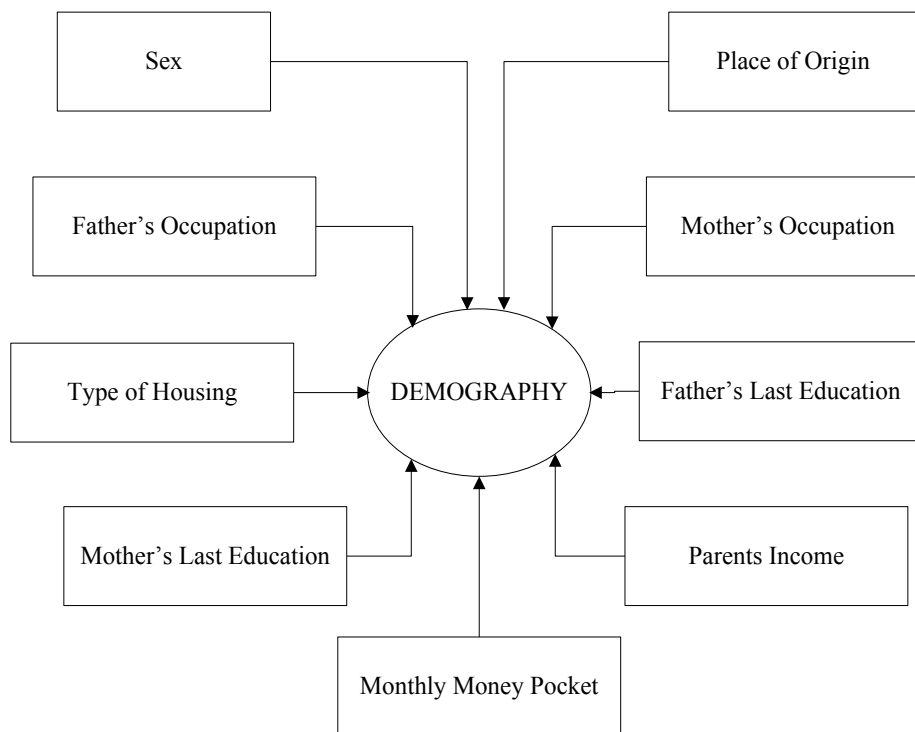 Sex
Place of Origin
Father’s Occupation
Mother’s Occupation
Type of Housing
DEMOGRAPHY
Father’s Last Education
Mother’s Last Education
Parents Income
Monthly Money Pocket